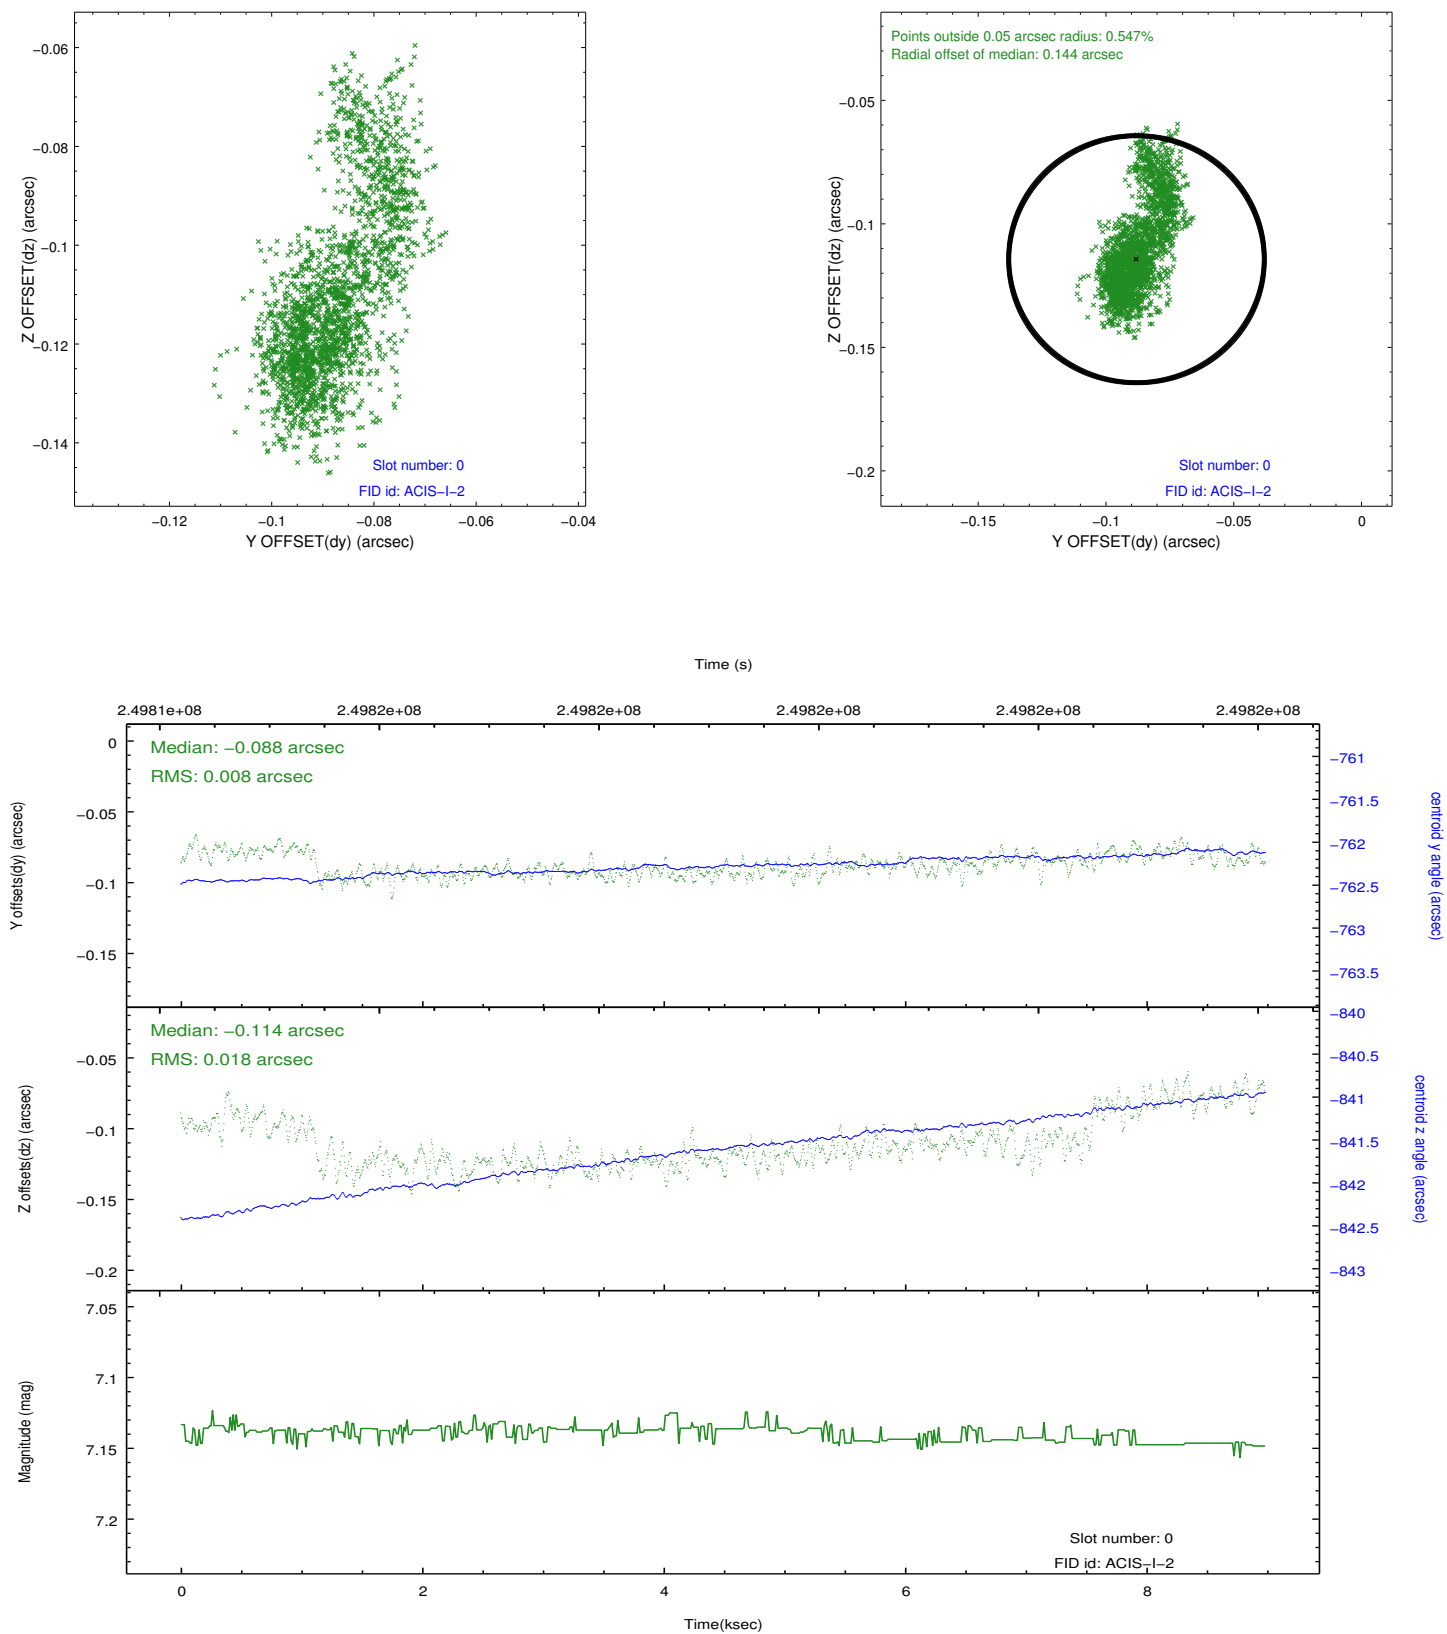 −0.06
−0.08
−0.1
−0.12
−0.14
Z OFFSET(dz) (arcsec)
Slot number: 0
FID id: ACIS−I−2
−0.12 −0.1 −0.08 −0.06 −0.04
Y OFFSET(dy) (arcsec)
Points outside 0.05 arcsec radius: 0.547%
Radial offset of median: 0.144 arcsec
−0.05
−0.1
−0.15
−0.2
Z OFFSET(dz) (arcsec)
Slot number: 0
FID id: ACIS−I−2
−0.15 −0.1 −0.05 0
Y OFFSET(dy) (arcsec)
Time (s)
2.4981e+08 2.4982e+08 2.4982e+08 2.4982e+08 2.4982e+08 2.4982e+08
Median: −0.088 arcsec
RMS: 0.008 arcsec
0
−0.05
−0.1
−0.15
Y offsets(dy) (arcsec)
−761
−761.5
−762
−762.5
−763
−763.5
centroid y angle (arcsec)
Median: −0.114 arcsec
RMS: 0.018 arcsec
−0.05
−0.1
−0.15
−0.2
Z offsets(dz) (arcsec)
−840
−840.5
−841
−841.5
−842
−842.5
−843
centroid z angle (arcsec)
7.05
7.1
7.15
7.2
Magnitude (mag)
Slot number: 0
FID id: ACIS−I−2
0 2 4 6 8
Time(ksec)